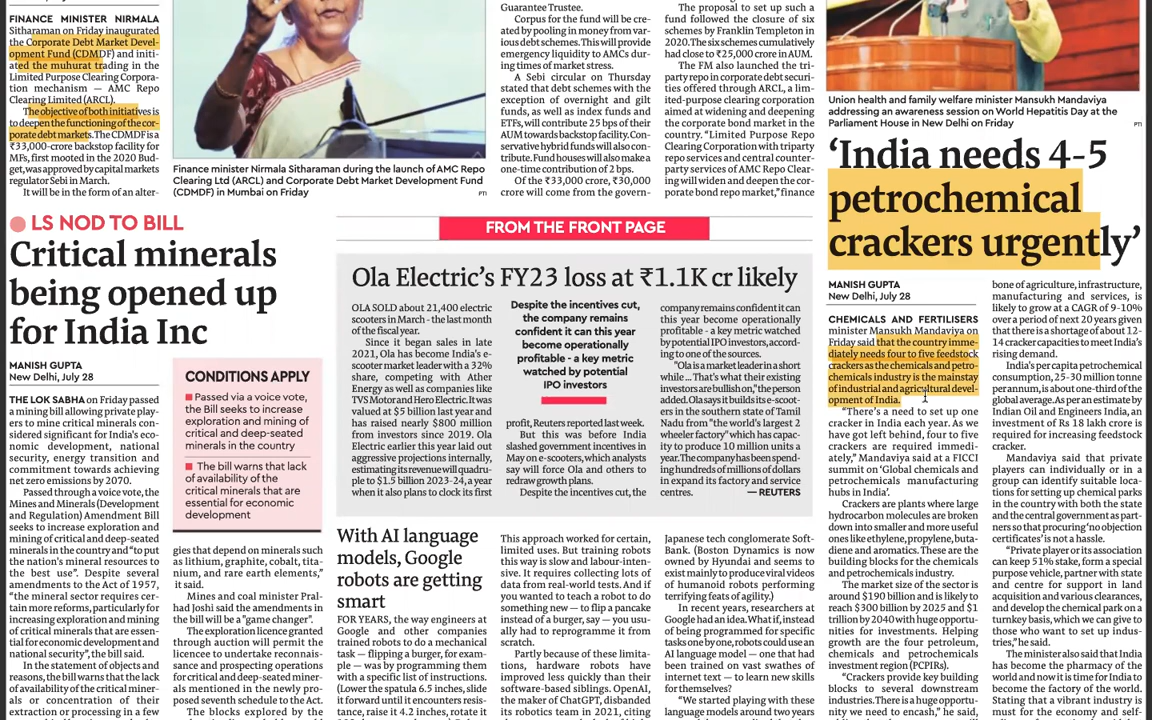 FINANCE MINISTER NIRMALA
Sitharaman on Friday inaugurated
the Corporate Debt Market Devel-
opment Fund (CDMDF) and initi-
ated the muhurat trading in the
Limited Purpose Clearing Corpora-
tion mechanism — AMC Repo
Clearing Limited (ARCL).
The objective of both initiatives is
to deepen the functioning of the cor-
porate debt markets. The CDMDF is a
₹33,000-crore backstop facility for
MFs, first mooted in the 2020 Bud-
get, was approved by capital markets
regulator Sebi in March.
It will be in the form of an alter-
Finance minister Nirmala Sitharaman during the launch of AMC Repo
Clearing Ltd (ARCL) and Corporate Debt Market Development Fund
(CDMDF) in Mumbai on Friday
PTI
Guarantee Trustee.
Corpus for the fund will be cre-
ated by pooling in money from var-
ious debt schemes. This will provide
emergency liquidity to AMCs dur-
ing times of market stress.
A Sebi circular on Thursday
stated that debt schemes with the
exception of overnight and gilt
funds, as well as index funds and
ETFs, will contribute 25 bps of their
AUM towards backstop facility. Con-
servative hybrid funds will also con-
tribute. Fund houses will also make a
one-time contribution of 2 bps.
Of the ₹33,000 crore, ₹30,000
crore will come from the govern-
The proposal to set up such a
fund followed the closure of six
schemes by Franklin Templeton in
2020. The six schemes cumulatively
had close to ₹25,000 crore in AUM.
The FM also launched the tri-
party repo in corporate debt securi-
ties offered through ARCL, a lim-
ited-purpose clearing corporation
aimed at widening and deepening
the corporate bond market in the
country. “Limited Purpose Repo
Clearing Corporation with triparty
repo services and central counter-
party services of AMC Repo Clear-
ing will widen and deepen the cor-
porate bond repo market,” finance
Union health and family welfare minister Mansukh Mandaviya
addressing an awareness session on World Hepatitis Day at the
Parliament House in New Delhi on Friday
PTI
LS NOD TO BILL
Critical minerals
being opened up
for India Inc
MANISH GUPTA
New Delhi, July 28
THE LOK SABHA on Friday passed
a mining bill allowing private play-
ers to mine critical minerals con-
sidered significant for India's eco-
nomic development, national
security, energy transition and
commitment towards achieving
net zero emissions by 2070.
Passed through a voice vote, the
Mines and Minerals (Development
and Regulation) Amendment Bill
seeks to increase exploration and
mining of critical and deep-seated
minerals in the country and “to put
the nation's mineral resources to
the best use”. Despite several
amendments to the Act of 1957,
“the mineral sector requires cer-
tain more reforms, particularly for
increasing exploration and mining
of critical minerals that are essen-
tial for economic development and
national security”, the bill said.
In the statement of objects and
reasons, the bill warns that the lack
of availability of the critical miner-
als or concentration of their
extraction or processing in a few
CONDITIONS APPLY
Passed via a voice vote,
the Bill seeks to increase
exploration and mining of
critical and deep-seated
minerals in the country
The bill warns that lack
of availability of the
critical minerals that are
essential for economic
development
gies that depend on minerals such
as lithium, graphite, cobalt, tita-
nium, and rare earth elements,”
it said.
Mines and coal minister Pral-
had Joshi said the amendments in
the bill will be a “game changer”.
The exploration licence granted
through auction will permit the
licencee to undertake reconnais-
sance and prospecting operations
for critical and deep-seated miner-
als mentioned in the newly pro-
posed seventh schedule to the Act.
The blocks explored by the
FROM THE FRONT PAGE
Ola Electric's FY23 loss at ₹1.1K cr likely
OLA SOLD about 21,400 electric
scooters in March - the last month
of the fiscal year.
Since it began sales in late
2021, Ola has become India's e-
scooter market leader with a 32%
share, competing with Ather
Energy as well as companies like
TVS Motor and Hero Electric. It was
valued at $5 billion last year and
has raised nearly $800 million
from investors since 2019. Ola
Electric earlier this year laid out
aggressive projections internally,
estimating its revenue will quadru-
ple to $1.5 billion 2023-24, a year
when it also plans to clock its first
Despite the incentives cut,
the company remains
confident it can this year
become operationally
profitable - a key metric
watched by potential
IPO investors
profit, Reuters reported last week.
But this was before India
slashed government incentives in
May on e-scooters, which analysts
say will force Ola and others to
redraw growth plans.
Despite the incentives cut, the
company remains confident it can
this year become operationally
profitable - a key metric watched
by potential IPO investors, accord-
ing to one of the sources.
“Ola is a market leader in a short
while ... That's what their existing
investors are bullish on,” the person
added. Ola says it builds its e-scoot-
ers in the southern state of Tamil
Nadu from “the world's largest 2
wheeler factory” which has capac-
ity to produce 10 million units a
year. The company has been spend-
ing hundreds of millions of dollars
in expand its factory and service
centres. — REUTERS
With AI language
models, Google
robots are getting
smart
FOR YEARS, the way engineers at
Google and other companies
trained robots to do a mechanical
task — flipping a burger, for exam-
ple — was by programming them
with a specific list of instructions.
(Lower the spatula 6.5 inches, slide
it forward until it encounters resis-
tance, raise it 4.2 inches, rotate it
This approach worked for certain,
limited uses. But training robots
this way is slow and labour-inten-
sive. It requires collecting lots of
data from real-world tests. And if
you wanted to teach a robot to do
something new — to flip a pancake
instead of a burger, say — you usu-
ally had to reprogramme it from
scratch.
Partly because of these limita-
tions, hardware robots have
improved less quickly than their
software-based siblings. OpenAI,
the maker of ChatGPT, disbanded
its robotics team in 2021, citing
Japanese tech conglomerate Soft-
Bank. (Boston Dynamics is now
owned by Hyundai and seems to
exist mainly to produce viral videos
of humanoid robots performing
terrifying feats of agility.)
In recent years, researchers at
Google had an idea. What if, instead
of being programmed for specific
tasks one by one, robots could use an
AI language model — one that had
been trained on vast swathes of
internet text — to learn new skills
for themselves?
“We started playing with these
language models around two years
‘India needs 4-5
petrochemical
crackers urgently’
MANISH GUPTA
New Delhi, July 28
CHEMICALS AND FERTILISERS
minister Mansukh Mandaviya on
Friday said that the country imme-
diately needs four to five feedstock
crackers as the chemicals and petro-
chemicals industry is the mainstay
of industrial and agricultural devel-
opment of India.
“There's a need to set up one
cracker in India each year. As we
have got left behind, four to five
crackers are required immedi-
ately,” Mandaviya said at a FICCI
summit on ‘Global chemicals and
petrochemicals manufacturing
hubs in India’.
Crackers are plants where large
hydrocarbon molecules are broken
down into smaller and more useful
ones like ethylene, propylene, buta-
diene and aromatics. These are the
building blocks for the chemicals
and petrochemicals industry.
The market size of the sector is
around $190 billion and is likely to
reach $300 billion by 2025 and $1
trillion by 2040 with huge opportu-
nities for investments. Helping
growth are the four petroleum,
chemicals and petrochemicals
investment region (PCPIRs).
“Crackers provide key building
blocks to several downstream
industries. There is a huge opportu-
nity we need to encash,” he said,
bone of agriculture, infrastructure,
manufacturing and services, is
likely to grow at a CAGR of 9-10%
over a period of next 20 years given
that there is a shortage of about 12-
14 cracker capacities to meet India's
rising demand.
India's per capita petrochemical
consumption, 25-30 million tonne
per annum, is about one-third of the
global average. As per an estimate by
Indian Oil and Engineers India, an
investment of Rs 18 lakh crore is
required for increasing feedstock
cracker.
Mandaviya said that private
players can individually or in a
group can identify suitable loca-
tions for setting up chemical parks
in the country with both the state
and the central government as part-
ners so that procuring ‘no objection
certificates’ is not a hassle.
“Private player or its association
can keep 51% stake, form a special
purpose vehicle, partner with state
and centre for support in land
acquisition and various clearances,
and develop the chemical park on a
turnkey basis, which we can give to
those who want to set up indus-
tries,” he said.
The minister also said that India
has become the pharmacy of the
world and now it is time for India to
become the factory of the world.
Stating that a vibrant chemical
industry is
must for the economy and self-